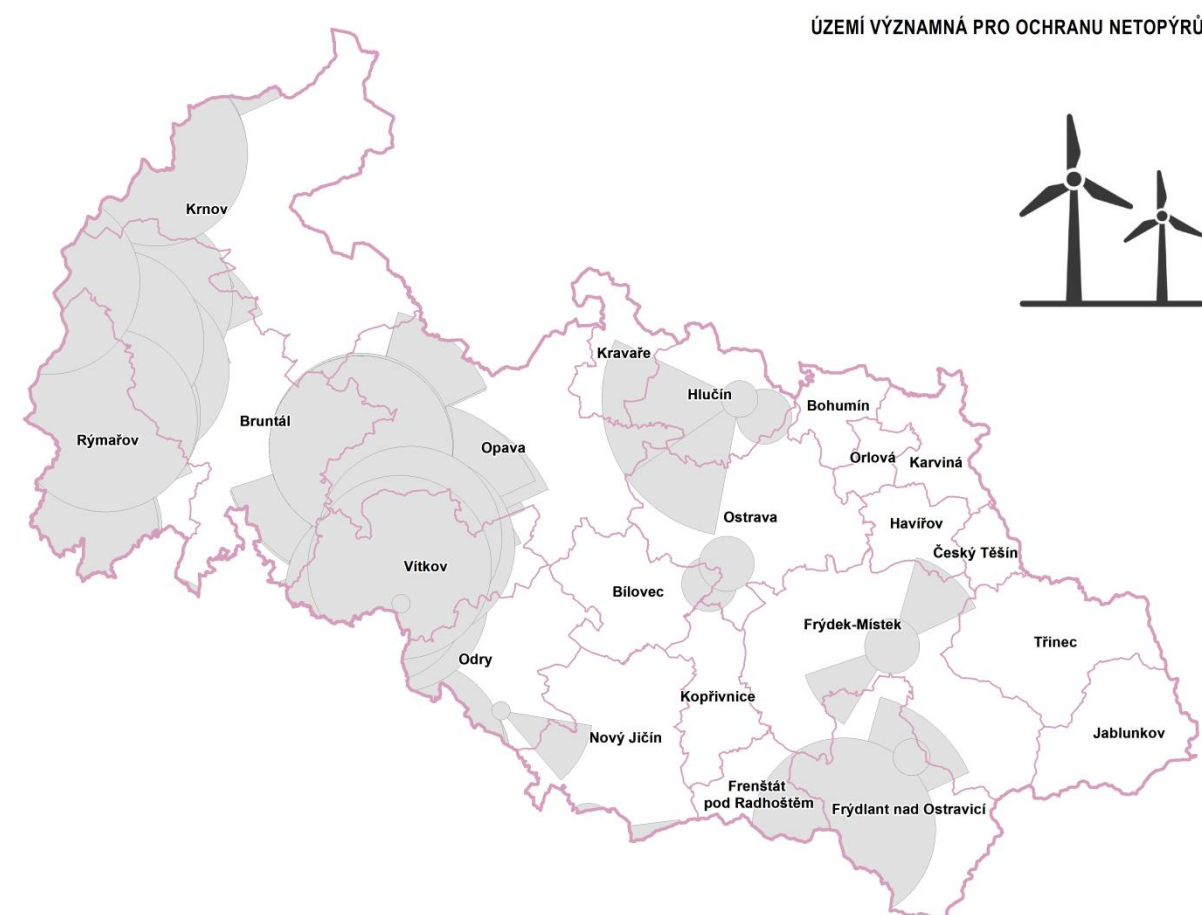 ÚZEMÍ VÝZNAMNÁ PRO OCHRANU NETOPÝRŮ
Krnov
Kravaře
Hlučín
Bohumín
Bruntál
Rýmařov
Opava
Orlová
Karviná
Ostrava
Havířov
Český Těšín
Vítkov
Bílovec
Frýdek-Místek
Třinec
Odry
Kopřivnice
Nový Jičín
Jablunkov
Frenštát
pod Radhoštěm
Frýdlant nad Ostravicí